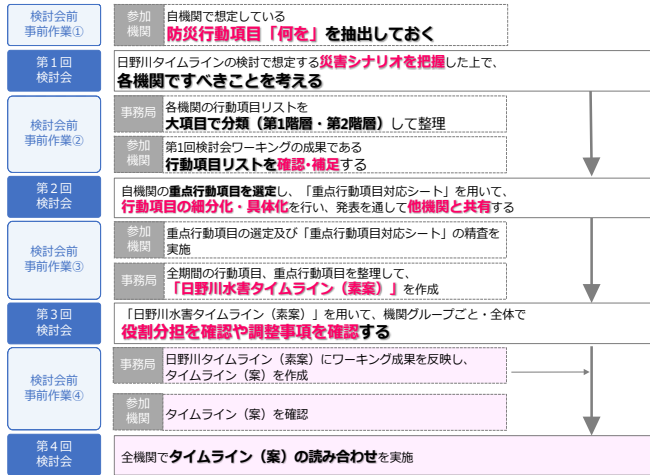 検討会前
事前作業①
参加
機関
自機関で想定している
防災行動項目「何を」を抽出しておく
第１回
検討会
日野川タイムラインの検討で想定する災害シナリオを把握した上で、
各機関ですべきことを考える
検討会前
事前作業②
事務局
各機関の行動項目リストを
大項目で分類（第1階層・第2階層）して整理
参加
機関
第1回検討会ワーキングの成果である
行動項目リストを確認・補足する
第２回
検討会
自機関の重点行動項目を選定し、「重点行動項目対応シート」を用いて、
行動項目の細分化・具体化を行い、発表を通して他機関と共有する
検討会前
事前作業③
参加
機関
重点行動項目の選定及び「重点行動項目対応シート」の精査を
実施
事務局
全期間の行動項目、重点行動項目を整理して、
「日野川水害タイムライン（素案）」を作成
第３回
検討会
「日野川水害タイムライン（素案）」を用いて、機関グループごと・全体で
役割分担を確認や調整事項を確認する
検討会前
事前作業④
事務局
日野川タイムライン（素案）にワーキング成果を反映し、
タイムライン（案）を作成
参加
機関
タイムライン（案）を確認
第４回
検討会
全機関でタイムライン（案）の読み合わせを実施